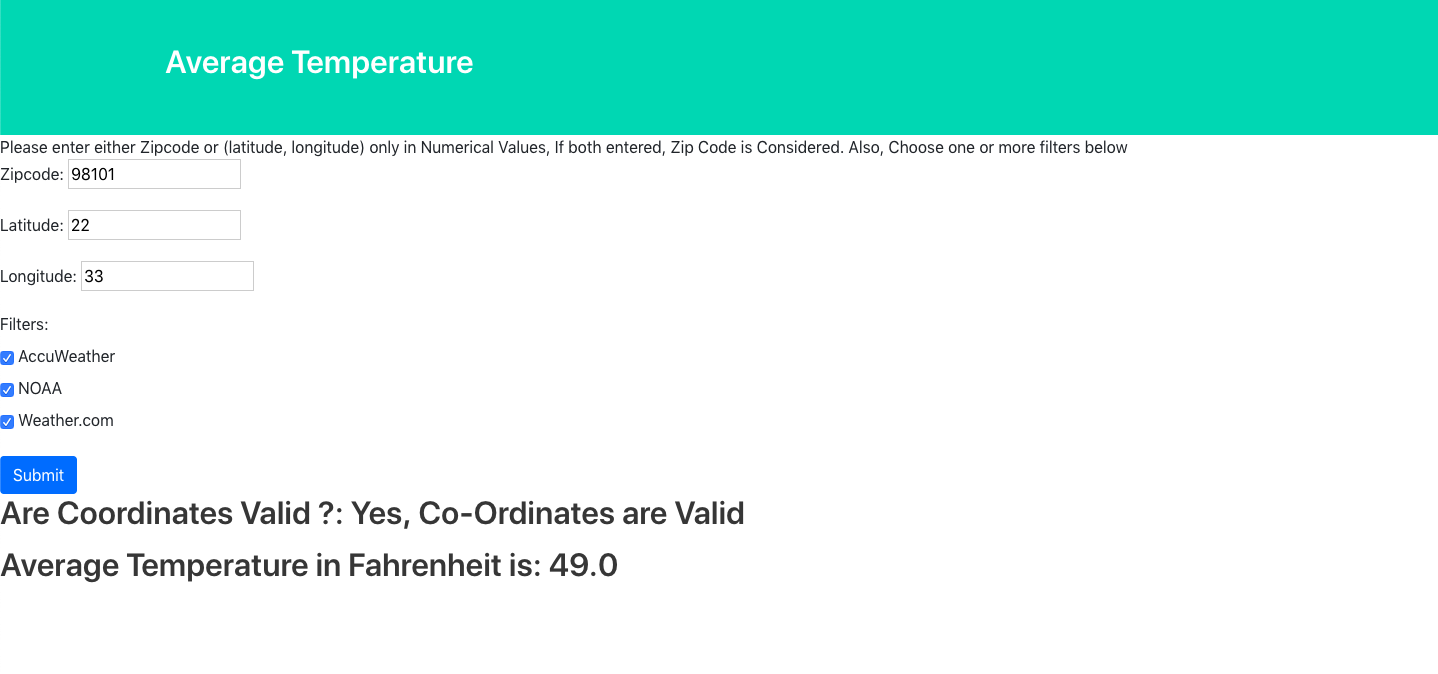 Average Temperature
Please enter either Zipcode or (latitude, longitude) only in Numerical Values, If both entered, Zip Code is Considered. Also, Choose one or more filters below
Zipcode: 98101
Latitude: 22
Longitude: 33
Filters:
AccuWeather
NOAA
Weather.com
Submit
Are Coordinates Valid ?: Yes, Co-Ordinates are Valid
Average Temperature in Fahrenheit is: 49.0